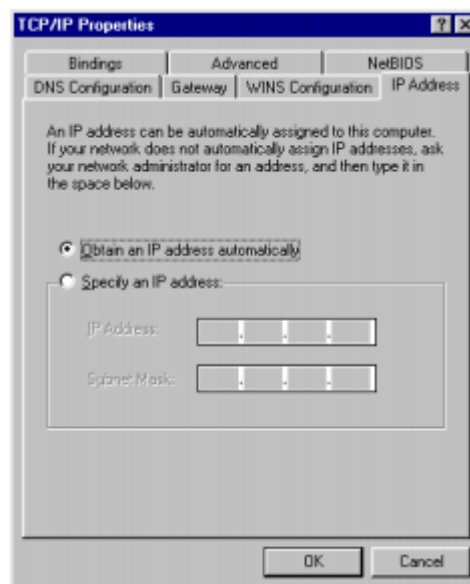 TCP/IP Properties
Bindings Advanced NetBIOS
DNS Configuration Gateway WINS Configuration IP Address
An IP address can be automatically assigned to this computer.
If your network does not automatically assign IP addresses, ask
your network administrator for an address, and then type it in
the space below.
Obtain an IP address automatically
Specify an IP address:
IP Address:
Subnet Mask:
OK Cancel